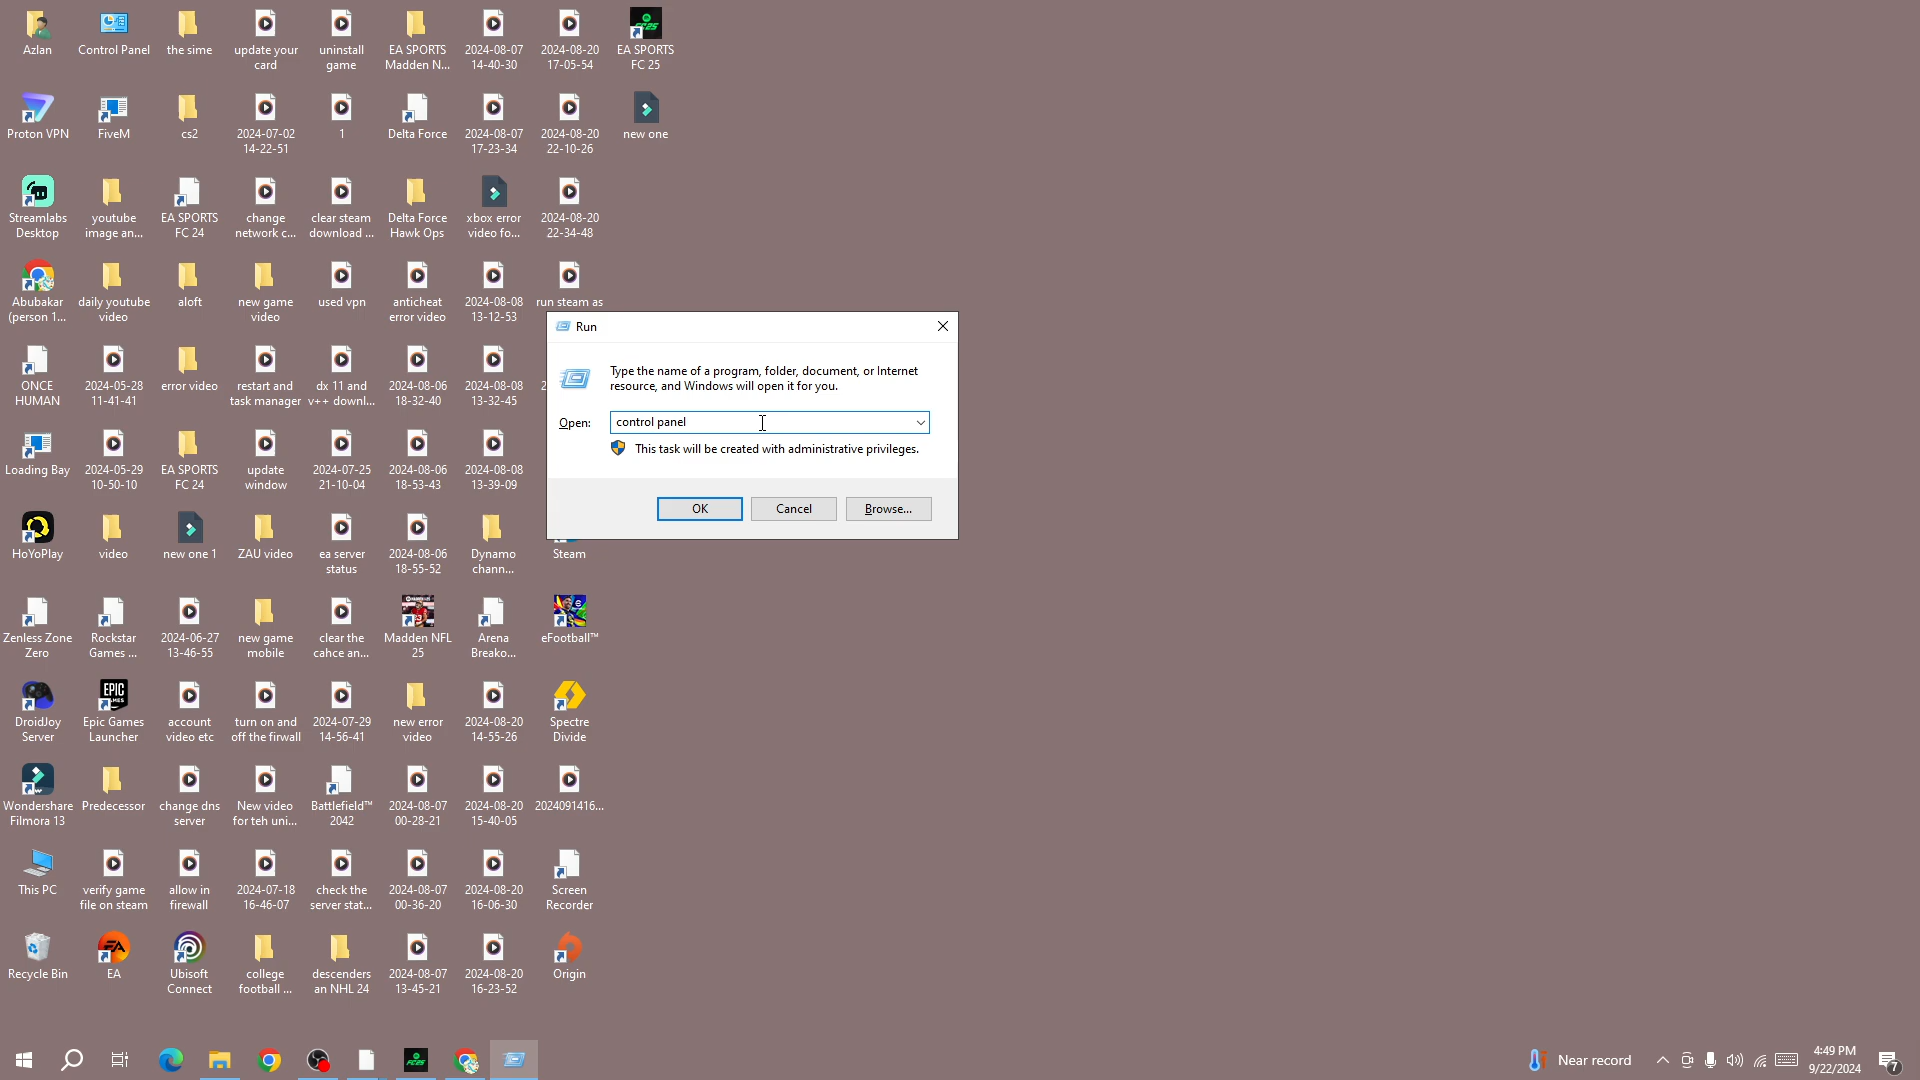 Azlan
Control Panel
the sime
update your
card
uninstall
game
EA SPORTS
Madden N...
2024-08-07
14-40-30
2024-08-20
17-05-54
EA SPORTS
FC 25
Proton VPN
FiveM
cs2
2024-07-02
14-22-51
1
Delta Force
2024-08-07
17-23-34
2024-08-20
22-10-26
new one
Streamlabs
Desktop
youtube
image an...
EA SPORTS
FC 24
change
network c...
clear steam
download ...
Delta Force
Hawk Ops
xbox error
video fo...
2024-08-20
22-34-48
Abubakar
(person 1...
daily youtube
video
aloft
new game
video
used vpn
anticheat
error video
2024-08-08
13-12-53
run steam as
ONCE
HUMAN
2024-05-28
11-41-41
error video
restart and
task manager
dx 11 and
v++ downl...
2024-08-06
18-32-40
2024-08-08
13-32-45
2
Loading Bay
2024-05-29
10-50-10
EA SPORTS
FC 24
update
window
2024-07-25
21-10-04
2024-08-06
18-53-43
2024-08-08
13-39-09
HoYoPlay
video
new one 1
ZAU video
ea server
status
2024-08-06
18-55-52
Dynamo
chann...
Steam
Zenless Zone
Zero
Rockstar
Games ...
2024-06-27
13-46-55
new game
mobile
clear the
cahce an...
Madden NFL
25
Arena
Breako...
eFootball™
DroidJoy
Server
EPIC
GAMES
Epic Games
Launcher
account
video etc
turn on and
off the firwall
2024-07-29
14-56-41
new error
video
2024-08-20
14-55-26
Spectre
Divide
Wondershare
Filmora 13
Predecessor
change dns
server
New video
for teh uni...
Battlefield™
2042
2024-08-07
00-28-21
2024-08-20
15-40-05
2024091416...
This PC
verify game
file on steam
allow in
firewall
2024-07-18
16-46-07
check the
server stat...
2024-08-07
00-36-20
2024-08-20
16-06-30
Screen
Recorder
Recycle Bin
EA
EA
Ubisoft
Connect
college
football ...
descenders
an NHL 24
2024-08-07
13-45-21
2024-08-20
16-23-52
Origin
Run
Type the name of a program, folder, document, or Internet
resource, and Windows will open it for you.
Open:
control panel
This task will be created with administrative privileges.
OK
Cancel
Browse...
FC25
Near record
4:49 PM
9/22/2024
7